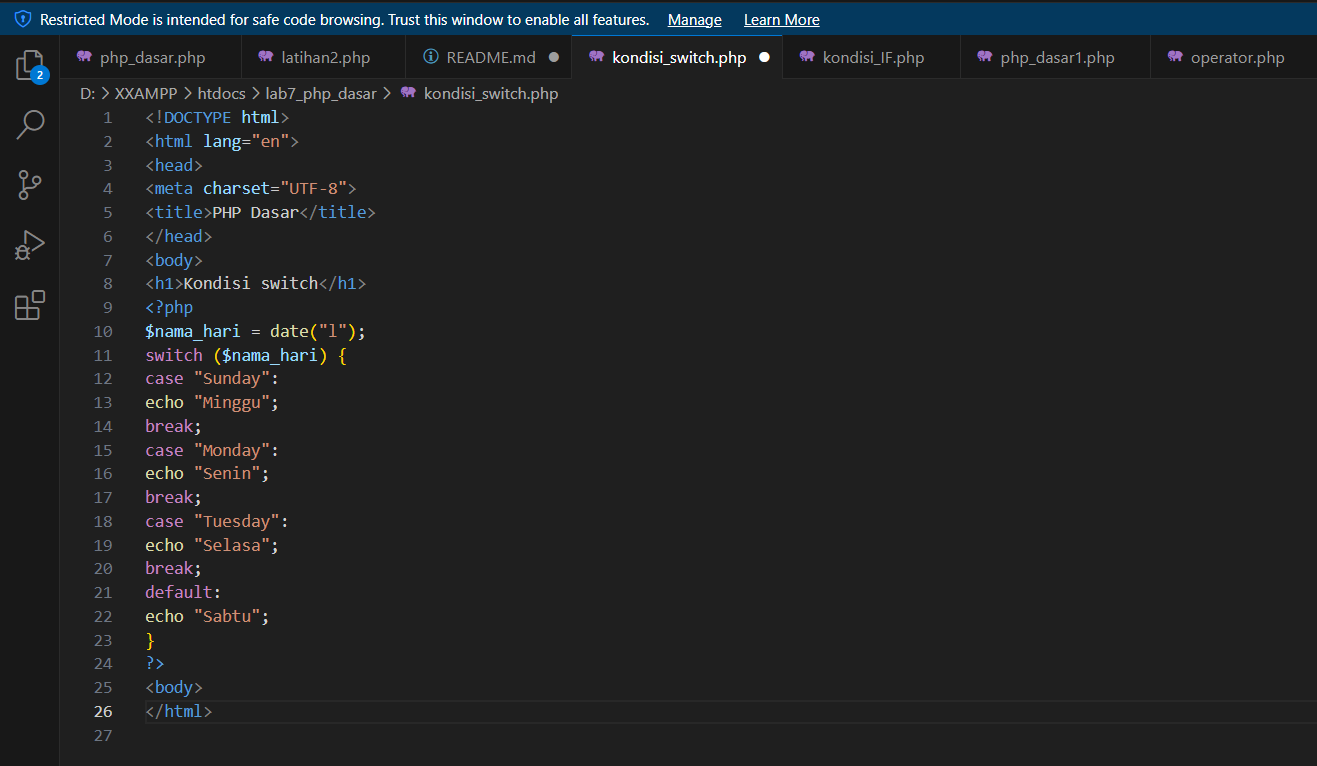 Restricted Mode is intended for safe code browsing. Trust this window to enable all features. Manage Learn More
php_dasar.php latihan2.php README.md kondisi_switch.php kondisi_IF.php php_dasar1.php operator.php
2
D: > XXAMPP > htdocs > lab7_php_dasar > kondisi_switch.php
1 <!DOCTYPE html>
2 <html lang="en">
3 <head>
4 <meta charset="UTF-8">
5 <title>PHP Dasar</title>
6 </head>
7 <body>
8 <h1>Kondisi switch</h1>
9 <?php
10 $nama_hari = date("l");
11 switch ($nama_hari) {
12 case "Sunday":
13 echo "Minggu";
14 break;
15 case "Monday":
16 echo "Senin";
17 break;
18 case "Tuesday":
19 echo "Selasa";
20 break;
21 default:
22 echo "Sabtu";
23 }
24 ?>
25 <body>
26 </html>
27